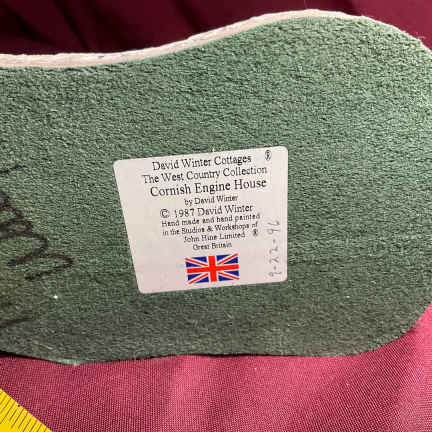 David Winter Cottages ®
The West Country Collection
Cornish Engine House
by David Winter
© 1987 David Winter
Hand made and hand painted
in the Studios & Workshops of
John Hine Limited ®
Great Britain
9-22-96